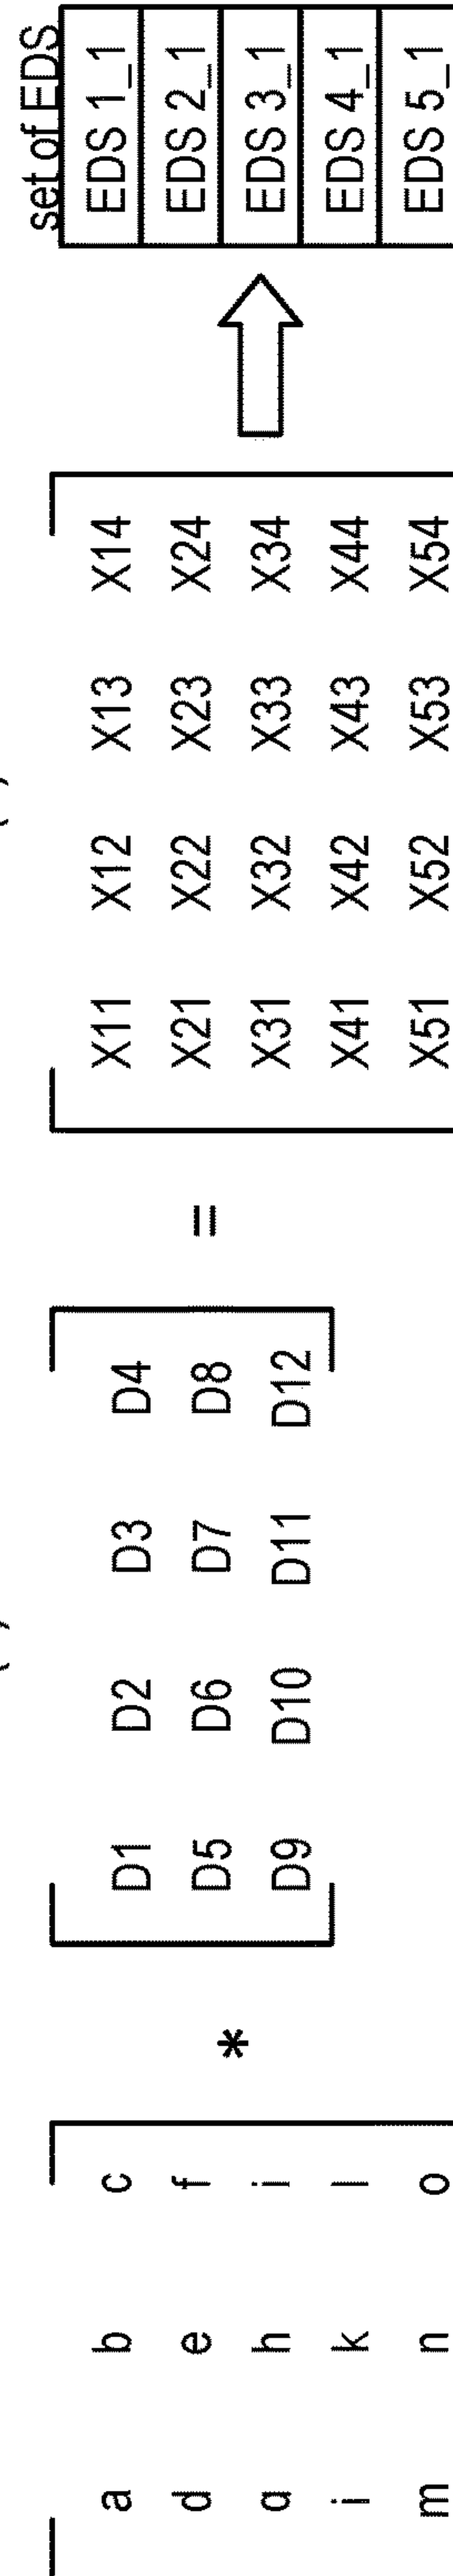 set of EDS
a b c D1 D2 D3 D4 X11 X12 X13 X14 EDS 1_1
d e f * D5 D6 D7 D8 = X21 X22 X23 X24 EDS 2_1
g h i D9 D10 D11 D12 X31 X32 X33 X34 EDS 3_1
j k l X41 X42 X43 X44 EDS 4_1
m n o X51 X52 X53 X54 EDS 5_1